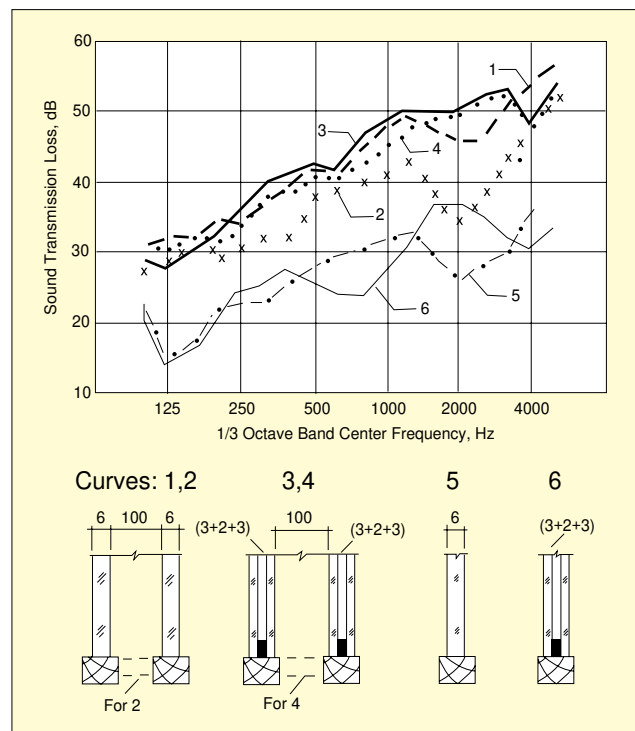 60
50
40
30
20
10
Sound Transmission Loss, dB
1
3
4
2
5
6
125 250 500 1000 2000 4000
1/3 Octave Band Center Frequency, Hz
Curves: 1,2 3,4 5 6
6 100 6 (3+2+3) 100 (3+2+3) 6 (3+2+3)
For 2 For 4